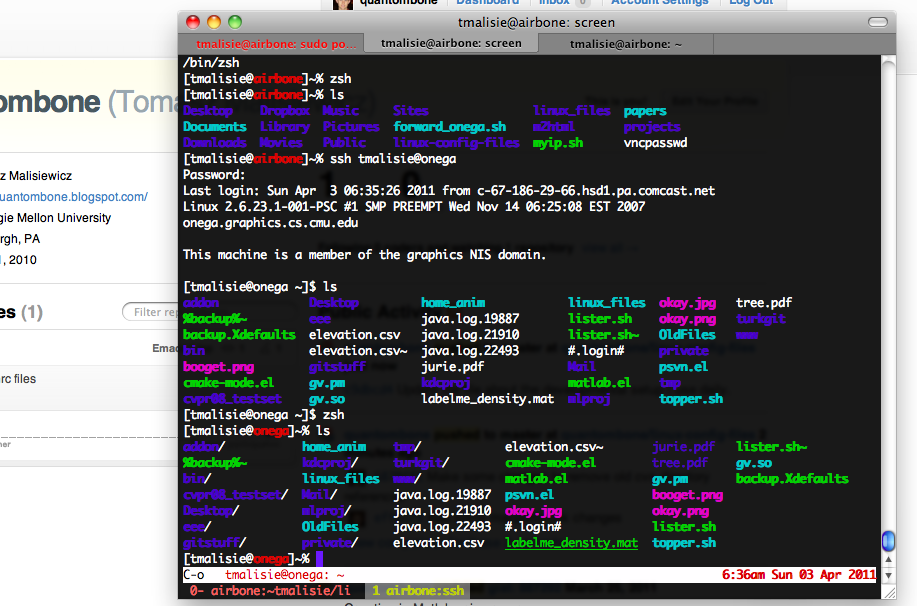 quantombone Dashboard Inbox 0 Account Settings Log Out
tmalisie@airbone: screen
tmalisie@airbone: sudo po... tmalisie@airbone: screen tmalisie@airbone: ~
/bin/zsh
[tmalisie@airbone]~% zsh
[tmalisie@airbone]~% ls
Desktop Dropbox Music Sites linux_files papers
Documents Library Pictures forward_onega.sh m2html projects
Downloads Movies Public linux-config-files myip.sh vncpasswd
[tmalisie@airbone]~% ssh tmalisie@onega
Password:
Last login: Sun Apr  3 06:35:26 2011 from c-67-186-29-66.hsd1.pa.comcast.net
Linux 2.6.23.1-001-PSC #1 SMP PREEMPT Wed Nov 14 06:25:08 EST 2007
onega.graphics.cs.cmu.edu
This machine is a member of the graphics NIS domain.
[tmalisie@onega ~]$ ls
addon Desktop home_anim linux_files okay.jpg tree.pdf
%backup%~ eee java.log.19887 lister.sh okay.png turkgit
backup.Xdefaults elevation.csv java.log.21910 lister.sh~ OldFiles www
bin elevation.csv~ java.log.22493 #.login# private
booget.png gitstuff jurie.pdf Mail psvn.el
cmake-mode.el gv.pm kdcproj matlab.el tmp
cvpr08_testset gv.so labelme_density.mat mlproj topper.sh
[tmalisie@onega ~]$ zsh
[tmalisie@onega]~% ls
addon/ home_anim tmp/ elevation.csv~ jurie.pdf lister.sh~
%backup%~ kdcproj/ turkgit/ cmake-mode.el tree.pdf gv.so
bin/ linux_files www/ matlab.el gv.pm backup.Xdefaults
cvpr08_testset/ Mail/ java.log.19887 psvn.el booget.png
Desktop/ mlproj/ java.log.21910 okay.jpg okay.png
eee/ OldFiles java.log.22493 #.login# lister.sh
gitstuff/ private/ elevation.csv labelme_density.mat topper.sh
[tmalisie@onega]~%
C-o tmalisie@onega: ~ 6:36am Sun 03 Apr 2011
0- airbone:~tmalisie/li 1 airbone:ssh
ombone (Toma
z Malisiewicz
quantombone.blogspot.com/
gie Mellon University
rgh, PA
, 2010
es (1) Filter rep
Emac
rc files